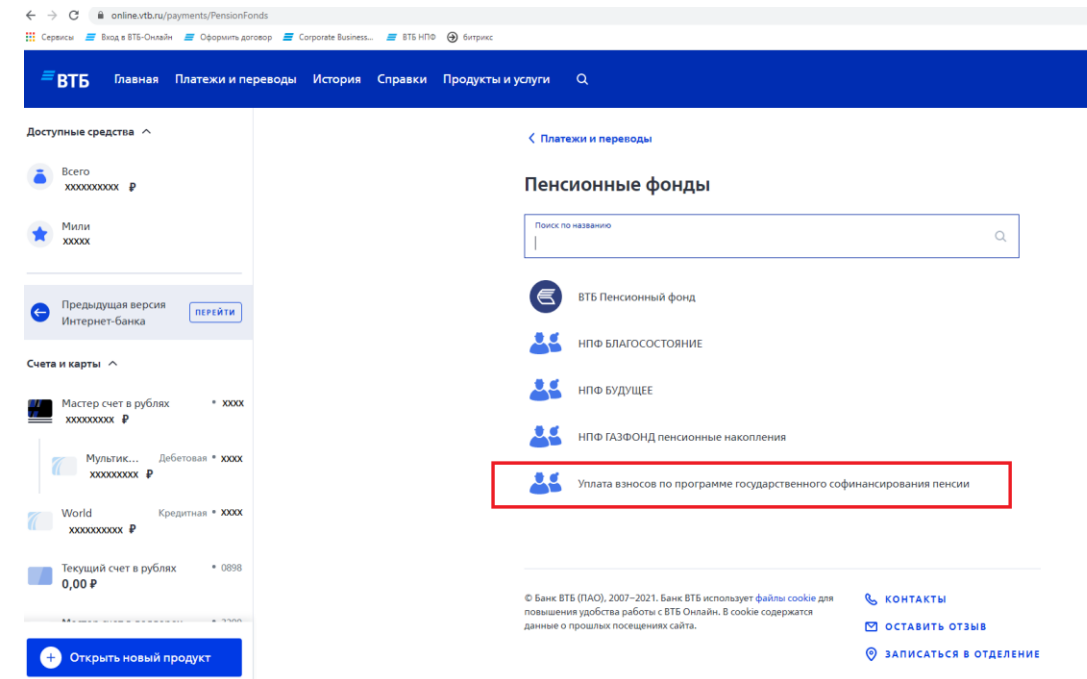 online.vtb.ru/payments/PensionFonds
Сервисы Вход в ВТБ-Онлайн Оформить договор Corporate Business... ВТБ НПФ битрикс
ВТБ Главная Платежи и переводы История Справки Продукты и услуги
Доступные средства
Всего
xxxxxxxxxx ₽
Мили
xxxxx
Предыдущая версия
Интернет-банка
ПЕРЕЙТИ
Счета и карты
Мастер счет в рублях • xxxx
xxxxxxxxx ₽
Мультик... Дебетовая • xxxx
xxxxxxxxx ₽
World Кредитная • xxxx
xxxxxxxxxx ₽
Текущий счет в рублях • 0898
0,00 ₽
Открыть новый продукт
Платежи и переводы
Пенсионные фонды
Поиск по названию
ВТБ Пенсионный фонд
НПФ БЛАГОСОСТОЯНИЕ
НПФ БУДУЩЕЕ
НПФ ГАЗФОНД пенсионные накопления
Уплата взносов по программе государственного софинансирования пенсии
© Банк ВТБ (ПАО), 2007–2021. Банк ВТБ использует файлы cookie для
повышения удобства работы с ВТБ Онлайн. В cookie содержатся
данные о прошлых посещениях сайта.
КОНТАКТЫ
ОСТАВИТЬ ОТЗЫВ
ЗАПИСАТЬСЯ В ОТДЕЛЕНИЕ